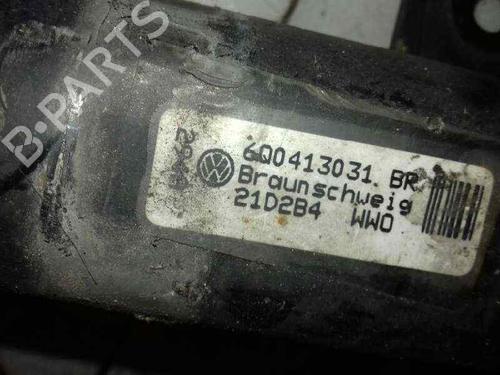 B-PARTS
6Q0413031 BR
Braunschweig
21D2B4 WWO